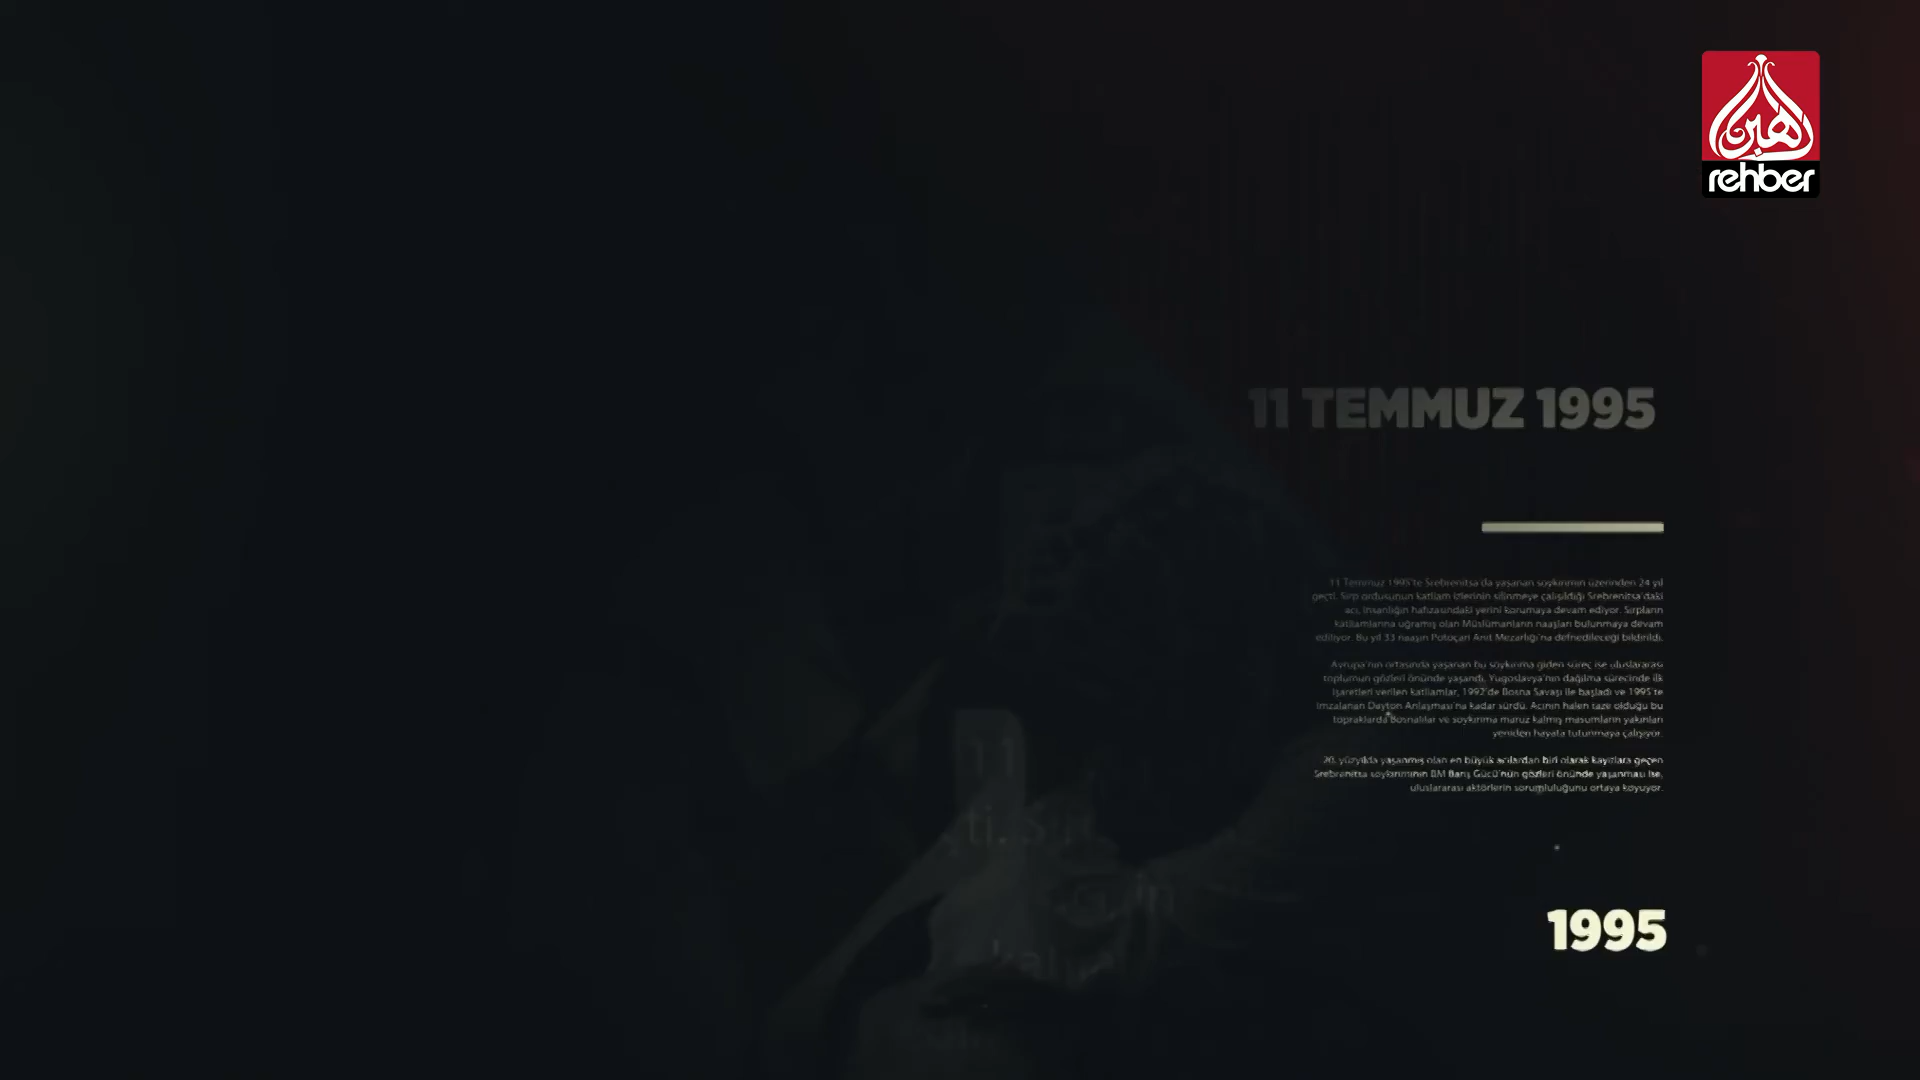 رهبر
rehber
11 TEMMUZ 1995
11 Temmuz 1995'te Srebrenitsa'da yaşanan soykırımın üzerinden 24 yıl
geçti. Sırp ordusunun katliam izlerinin silinmeye çalışıldığı Srebrenitsa'daki
acı, insanlığın hafızasındaki yerini korumaya devam ediyor. Sırpların
katliamlarına uğramış olan Müslümanların naaşları bulunmaya devam
ediliyor. Bu yıl 33 naaşın Potoçari Anıt Mezarlığı'na defnedileceği bildirildi.
Avrupa'nın ortasında yaşanan bu soykırıma giden süreç ise uluslararası
toplumun gözleri önünde yaşandı. Yugoslavya'nın dağılma sürecinde ilk
işaretleri verilen katliamlar, 1992'de Bosna Savaşı ile başladı ve 1995'te
imzalanan Dayton Anlaşması'na kadar sürdü. Acının halen taze olduğu bu
topraklarda Bosnalılar ve soykırıma maruz kalmış masumların yakınları
yeniden hayata tutunmaya çalışıyor.
20. yüzyılda yaşanmış olan en büyük acılardan biri olarak kayıtlara geçen
Srebrenitsa soykırımının BM Barış Gücü'nün gözleri önünde yaşanması ise,
uluslararası aktörlerin sorumluluğunu ortaya koyuyor.
1995